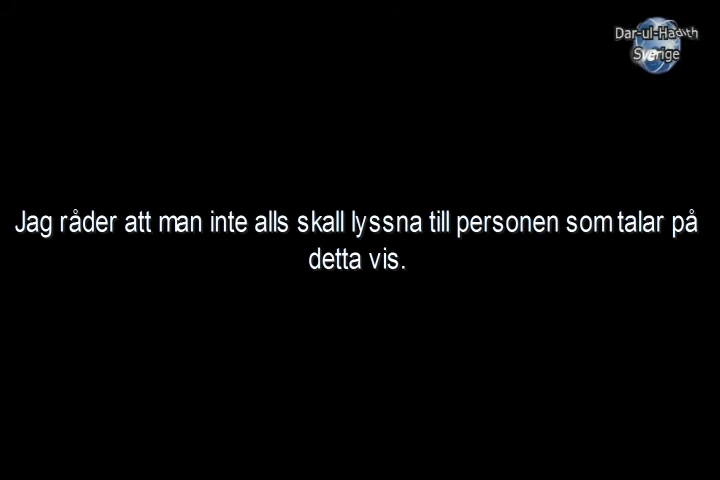 Dar-ul-Hadith
Sverige
Jag råder att man inte alls skall lyssna till personen som talar på
detta vis.